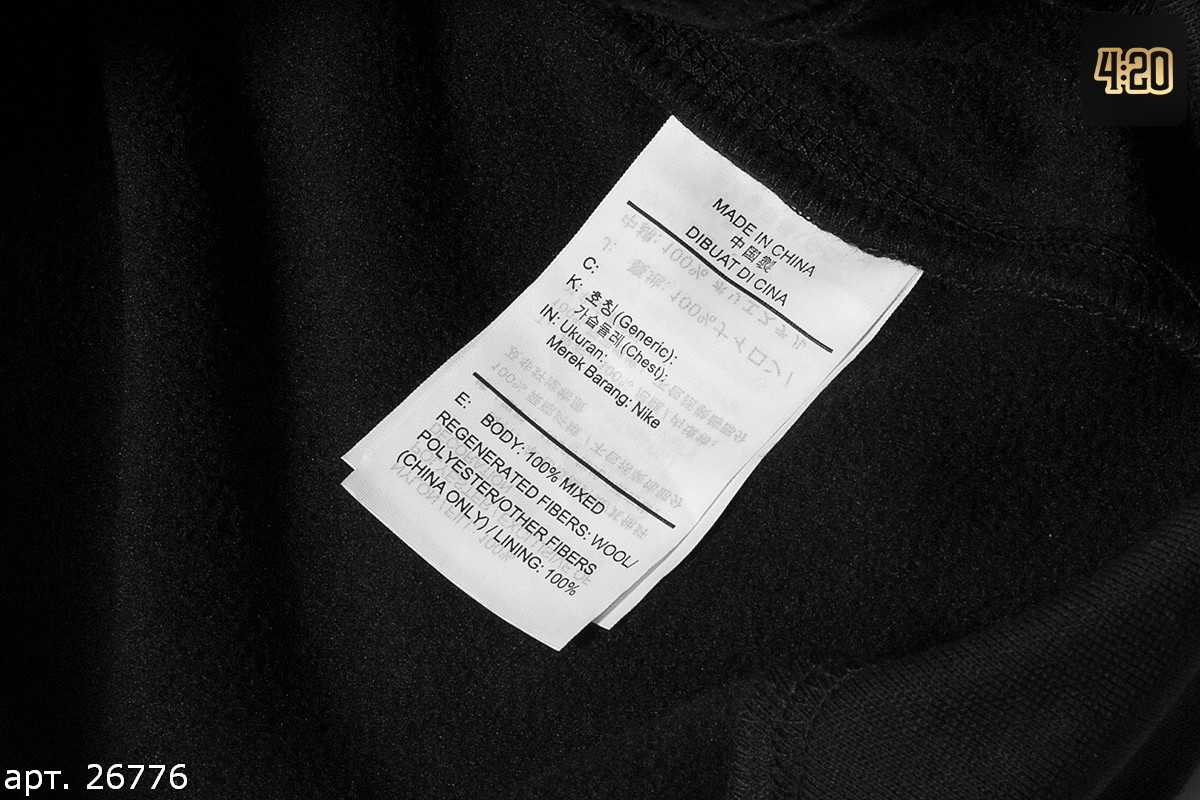 4:20
MADE IN CHINA
中国製
DIBUAT DI CINA
C:
K: 호칭(Generic):
가슴둘레(Chest):
IN: Ukuran:
Merek Barang: Nike
E: BODY: 100% MIXED
REGENERATED FIBERS: WOOL/
POLYESTER/OTHER FIBERS
(CHINA ONLY) / LINING: 100%
арт. 26776